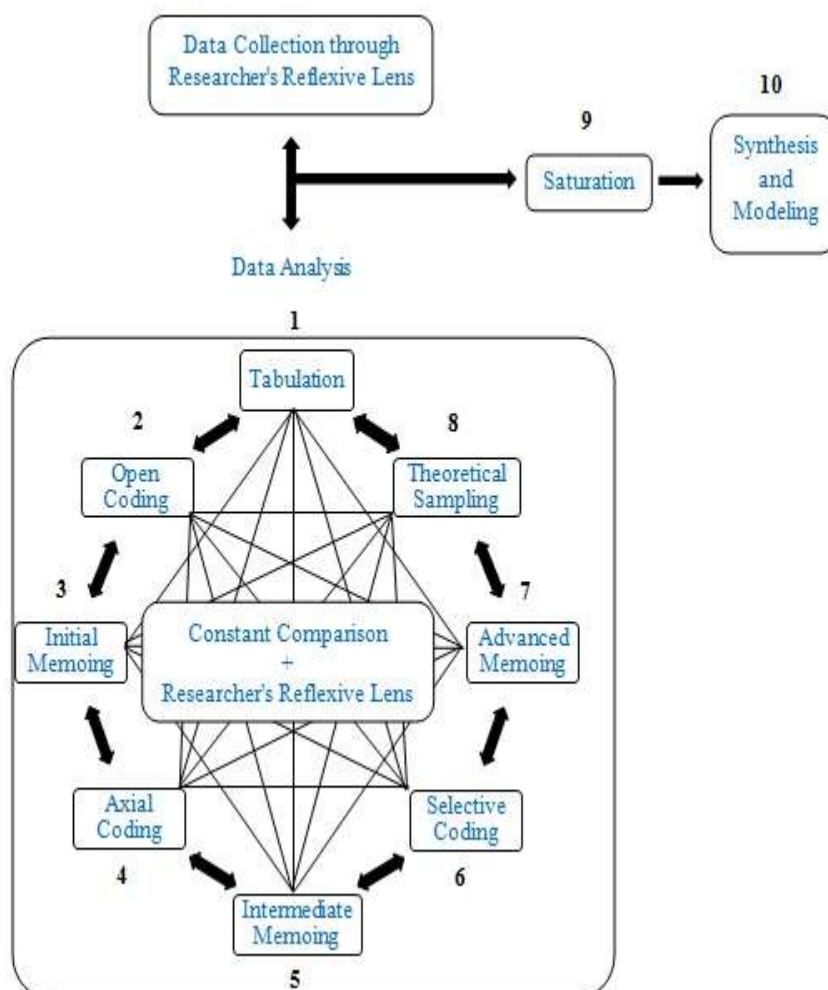 Data Collection through
Researcher's Reflexive Lens
10
9
Synthesis
and
Modeling
Saturation
Data Analysis
1
Tabulation
2
8
Open
Coding
Theoretical
Sampling
3
7
Initial
Memoing
Constant Comparison
+
Researcher's Reflexive Lens
Advanced
Memoing
Axial
Coding
Selective
Coding
4
6
Intermediate
Memoing
5